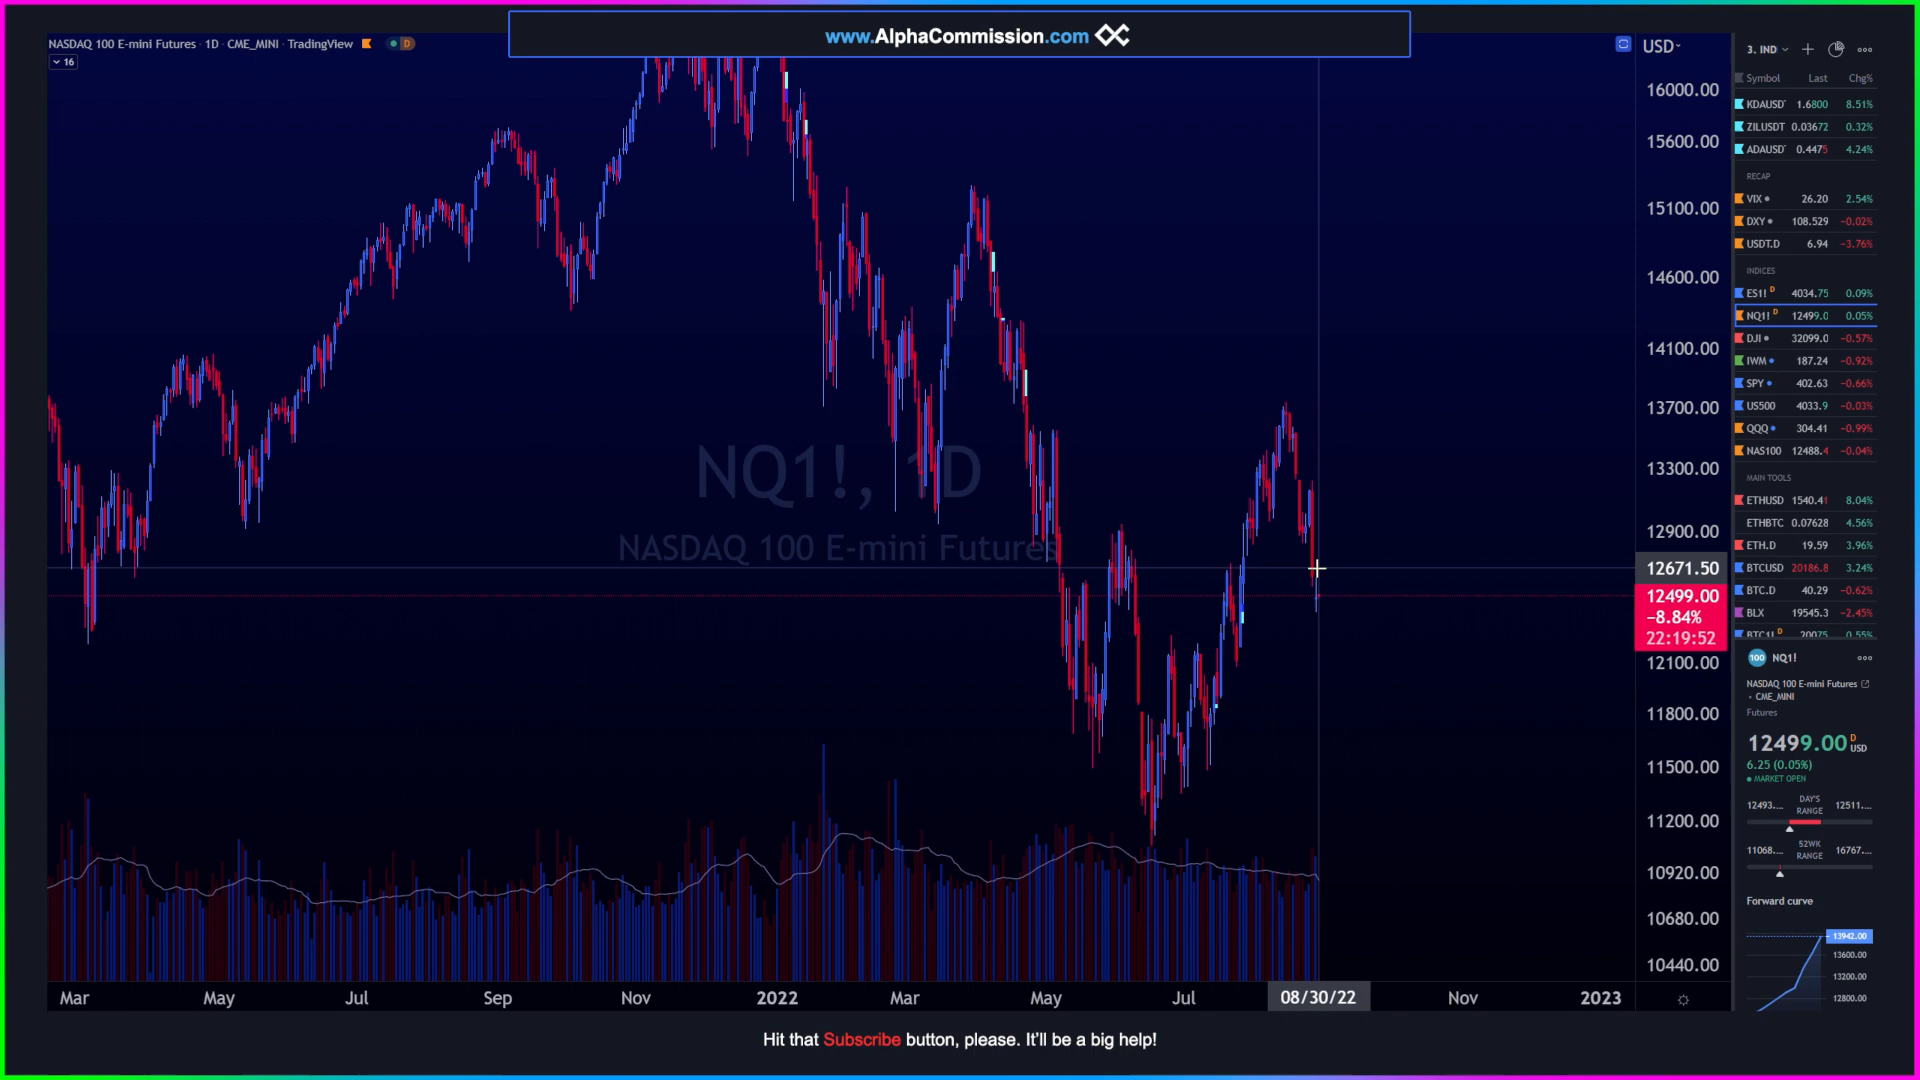 www.AlphaCommission.com
NASDAQ 100 E-mini Futures · 1D · CME_MINI · TradingView D
16
USD
3. IND
Symbol Last Chg%
KDAUSD 1.6800 8.51%
ZILUSDT 0.03672 0.32%
ADAUSD 0.4475 4.24%
RECAP
VIX 26.20 2.54%
DXY 108.529 −0.02%
USDT.D 6.94 −3.76%
INDICES
ES1! D 4034.75 0.09%
NQ1! D 12499.0 0.05%
DJI 32099.0 −0.57%
IWM 187.24 −0.92%
SPY 402.63 −0.66%
US500 4033.9 −0.03%
QQQ 304.41 −0.99%
NAS100 12488.4 −0.04%
MAIN TOOLS
ETHUSD 1540.41 8.04%
ETHBTC 0.07628 4.56%
ETH.D 19.59 3.96%
BTCUSD 20186.8 3.24%
BTC.D 40.29 −0.62%
BLX 19545.3 −2.45%
BTC1! D 20075 0.55%
16000.00
15600.00
15100.00
14600.00
14100.00
13700.00
13300.00
12900.00
12671.50
12499.00
−8.84%
22:19:52
12100.00
11800.00
11500.00
11200.00
10920.00
10680.00
10440.00
NQ1!, 1D
NASDAQ 100 E-mini Futures
100 NQ1!
NASDAQ 100 E-mini Futures
• CME_MINI
Futures
12499.00 D USD
6.25 (0.05%)
MARKET OPEN
12493.... DAY'S RANGE 12511....
11068.... 52WK RANGE 16767....
Forward curve
13942.00
13600.00
13200.00
12800.00
Mar May Jul Sep Nov 2022 Mar May Jul 08/30/22 Nov 2023
Hit that Subscribe button, please. It'll be a big help!